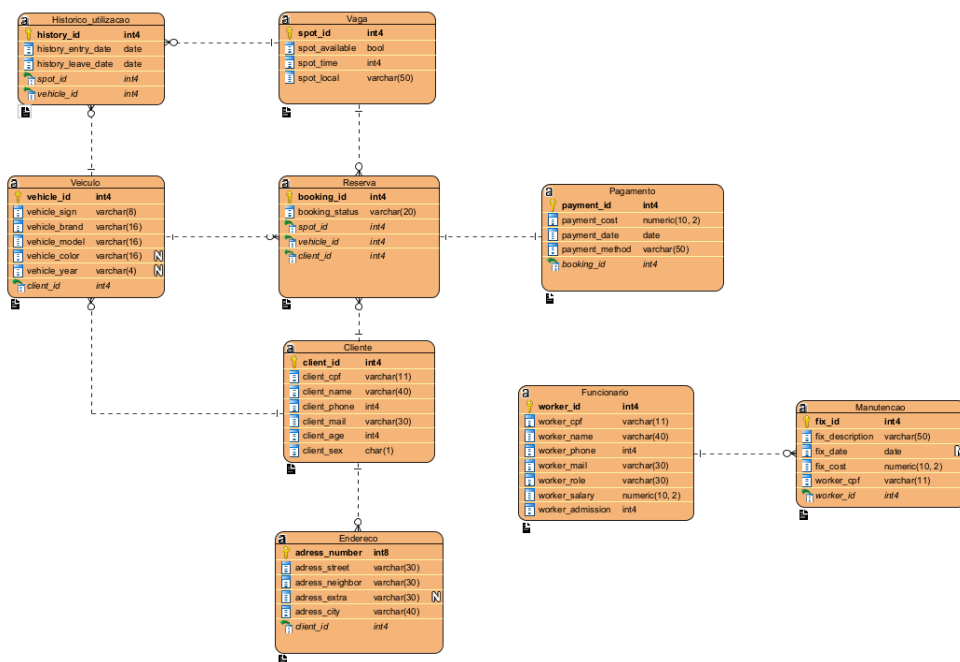 a
Historico_utilizacao
history_id int4
history_entry_date date
history_leave_date date
spot_id int4
vehicle_id int4
a
Vaga
spot_id int4
spot_available bool
spot_time int4
spot_local varchar(50)
a
Veiculo
vehicle_id int4
vehicle_sign varchar(8)
vehicle_brand varchar(16)
vehicle_model varchar(16)
vehicle_color varchar(16) N
vehicle_year varchar(4) N
client_id int4
a
Reserva
booking_id int4
booking_status varchar(20)
spot_id int4
vehicle_id int4
client_id int4
a
Pagamento
payment_id int4
payment_cost numeric(10, 2)
payment_date date
payment_method varchar(50)
booking_id int4
a
Cliente
client_id int4
client_cpf varchar(11)
client_name varchar(40)
client_phone int4
client_mail varchar(30)
client_age int4
client_sex char(1)
a
Funcionario
worker_id int4
worker_cpf varchar(11)
worker_name varchar(40)
worker_phone int4
worker_mail varchar(30)
worker_role varchar(30)
worker_salary numeric(10, 2)
worker_admission int4
a
Manutencao
fix_id int4
fix_description varchar(50)
fix_date date N
fix_cost numeric(10, 2)
worker_cpf varchar(11)
worker_id int4
a
Endereco
adress_number int8
adress_street varchar(30)
adress_neighbor varchar(30)
adress_extra varchar(30) N
adress_city varchar(40)
client_id int4